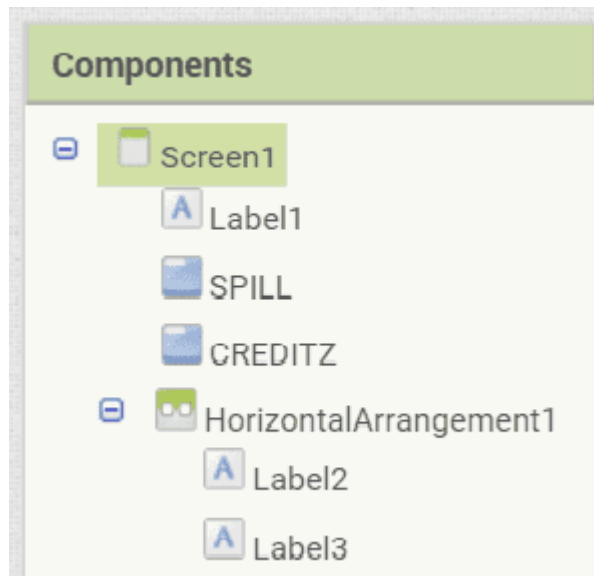 Components
Screen1
A Label1
SPILL
CREDITZ
HorizontalArrangement1
A Label2
A Label3